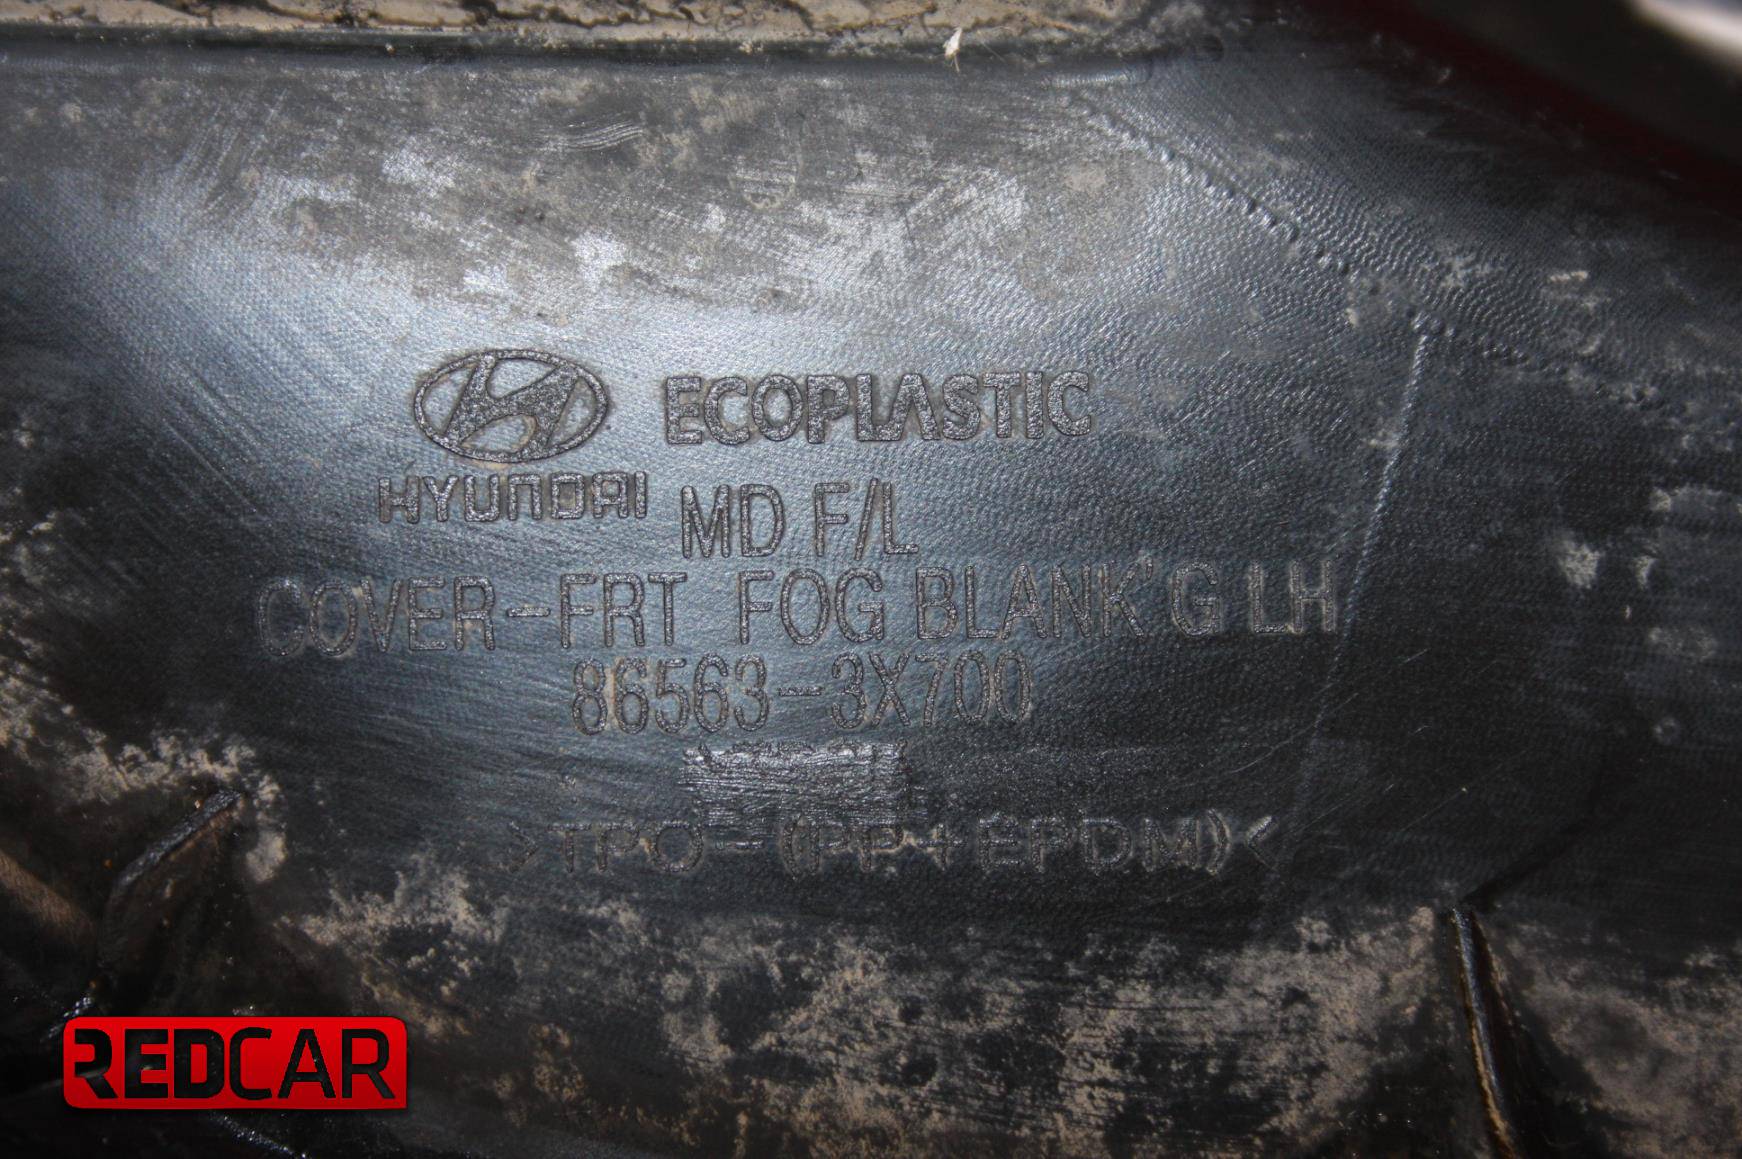 ECOPLASTIC
HYUNDAI MD F/L
COVER-FRT FOG BLANK'G LH
86563-3X700
>TPO-(PP+EPDM)<
REDCAR